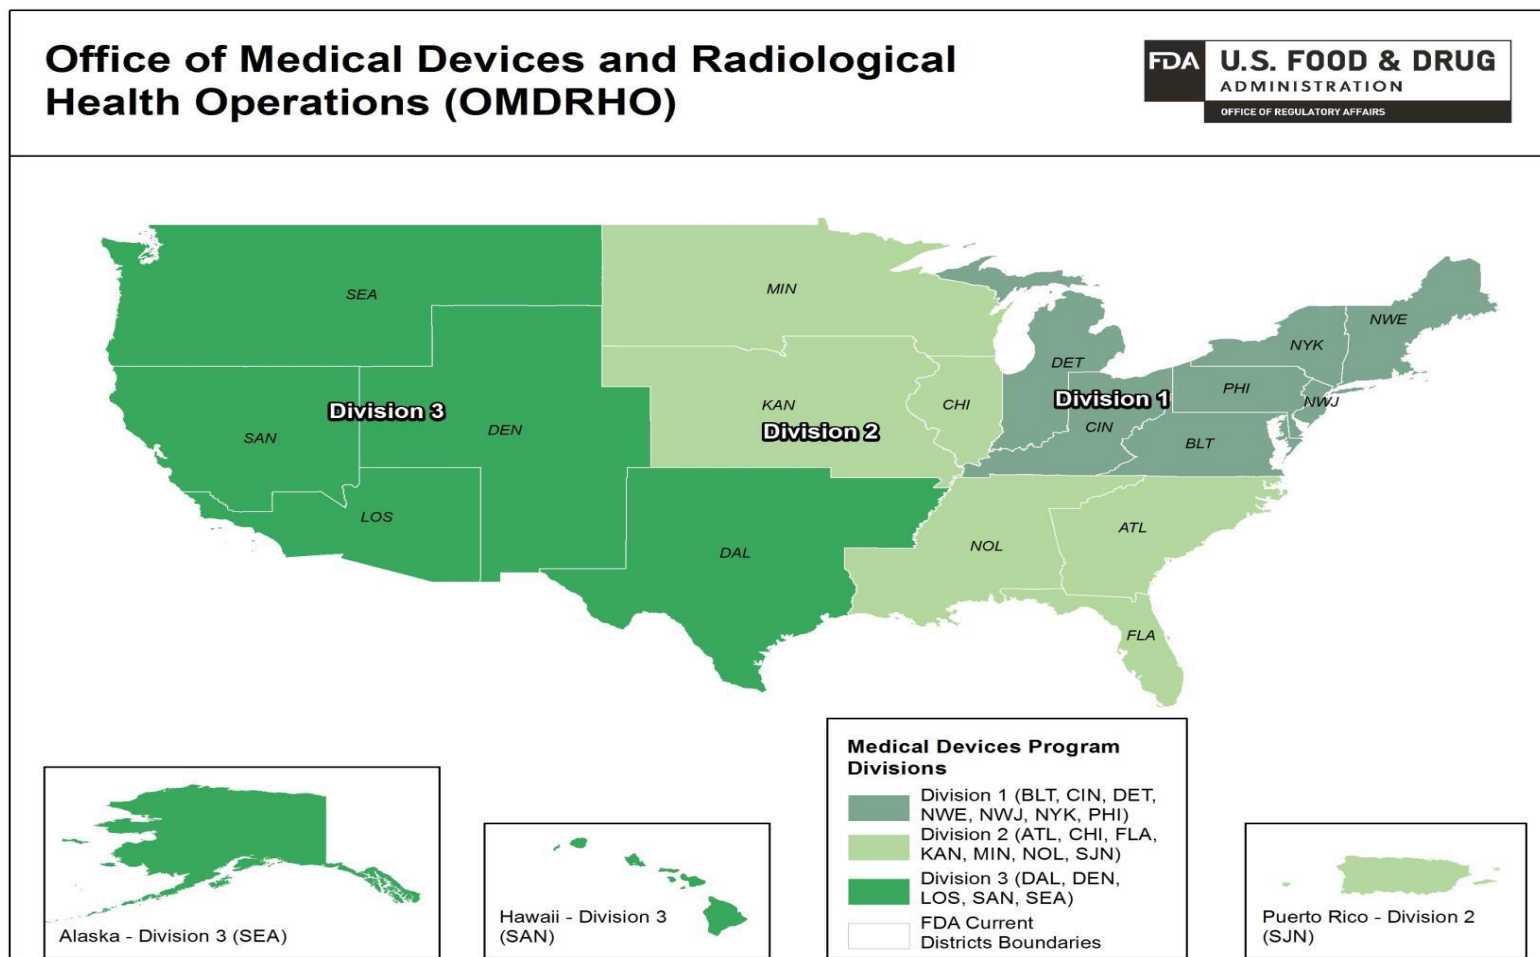 Office of Medical Devices and Radiological
Health Operations (OMDRHO)
FDA
U.S. FOOD & DRUG
ADMINISTRATION
OFFICE OF REGULATORY AFFAIRS
SEA
MIN
NWE
NYK
DET
PHI
Division 1
NWJ
Division 3
KAN
CHI
CIN
SAN
DEN
Division 2
BLT
LOS
ATL
NOL
DAL
FLA
Medical Devices Program
Divisions
Division 1 (BLT, CIN, DET,
NWE, NWJ, NYK, PHI)
Division 2 (ATL, CHI, FLA,
KAN, MIN, NOL, SJN)
Division 3 (DAL, DEN,
LOS, SAN, SEA)
FDA Current
Districts Boundaries
Alaska - Division 3 (SEA)
Hawaii - Division 3
(SAN)
Puerto Rico - Division 2
(SJN)